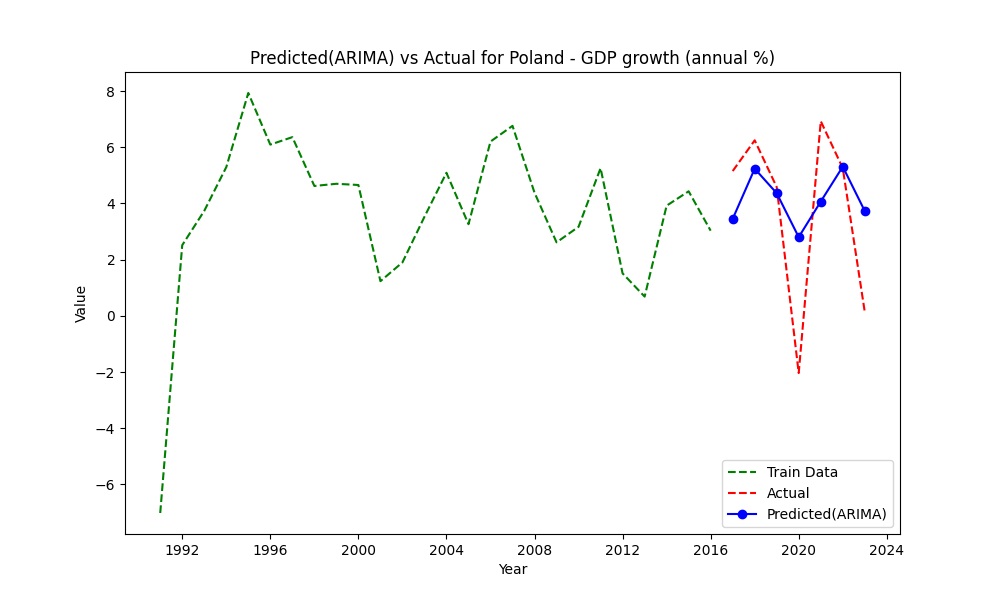 Predicted(ARIMA) vs Actual for Poland - GDP growth (annual %)
Value
8
6
4
2
0
−2
−4
−6
Train Data
Actual
Predicted(ARIMA)
1992 1996 2000 2004 2008 2012 2016 2020 2024
Year